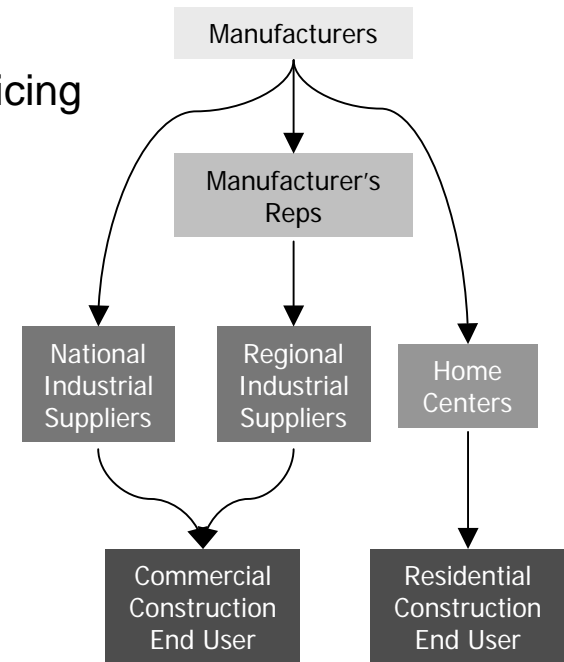 Manufacturers
icing
Manufacturer's
Reps
National
Industrial
Suppliers
Regional
Industrial
Suppliers
Home
Centers
Commercial
Construction
End User
Residential
Construction
End User